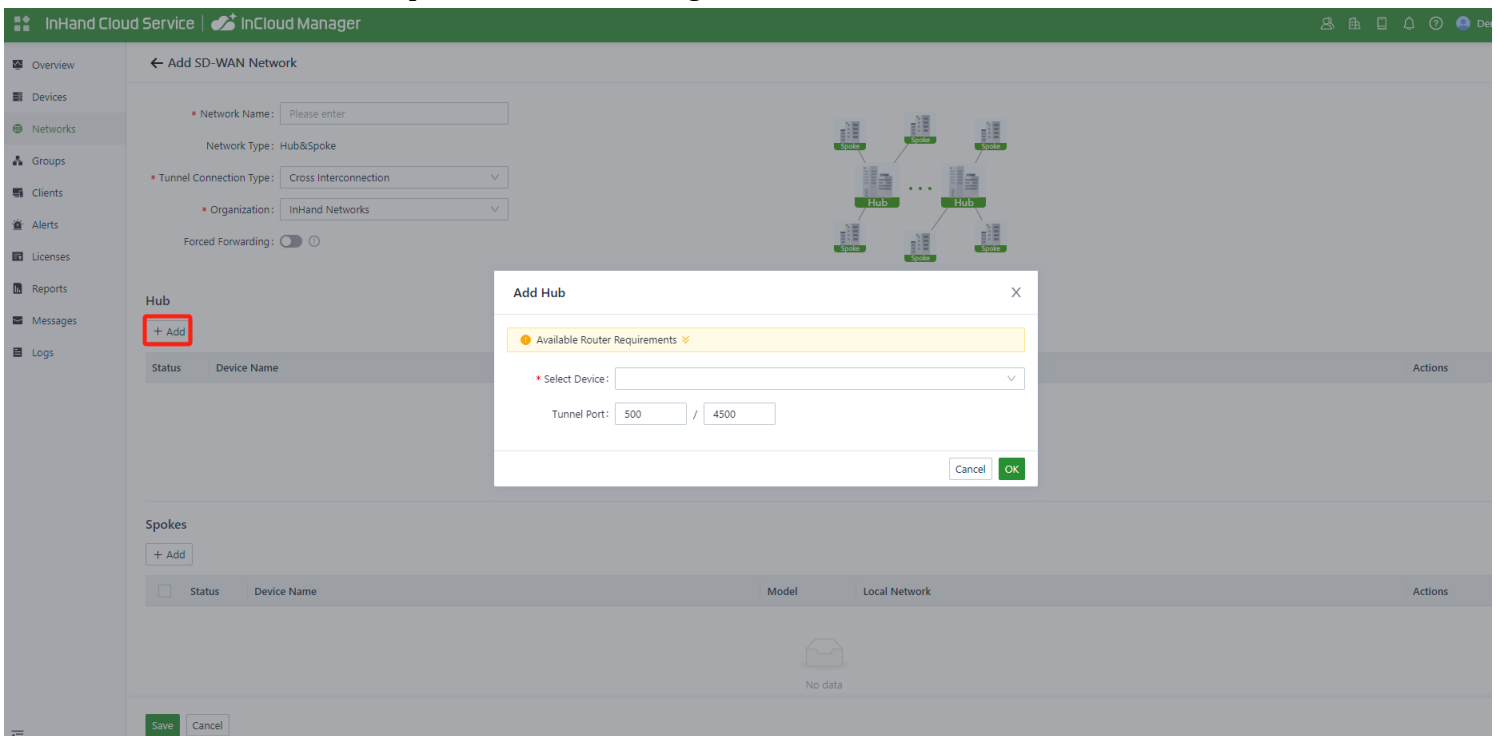 InHand Cloud Service | InCloud Manager
Overview
Devices
Networks
Groups
Clients
Alerts
Licenses
Reports
Messages
Logs
← Add SD-WAN Network
* Network Name: Please enter
Network Type: Hub&Spoke
* Tunnel Connection Type: Cross Interconnection
* Organization: InHand Networks
Forced Forwarding:
Spoke Spoke Spoke
Hub Hub
Spoke Spoke Spoke
Hub
+ Add
Status Device Name Actions
Add Hub X
Available Router Requirements
* Select Device:
Tunnel Port: 500 / 4500
Cancel OK
Spokes
+ Add
Status Device Name Model Local Network Actions
No data
Save Cancel